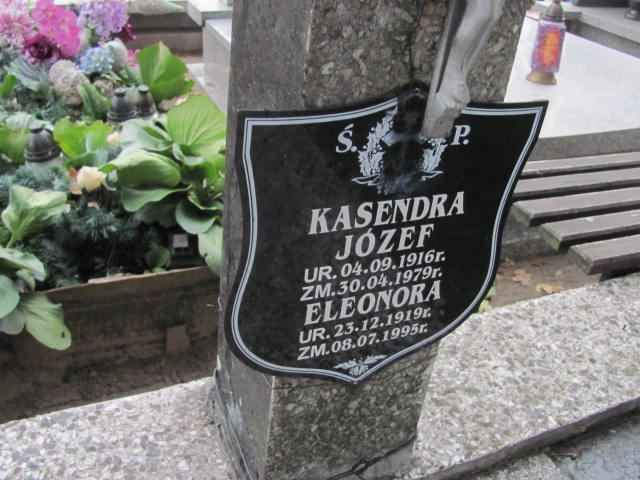 Ś. P.
KASENDRA
JÓZEF
UR. 04.09.1916r.
ZM. 30.04.1979r.
ELEONORA
UR. 23.12.1919r.
ZM. 08.07.1995r.